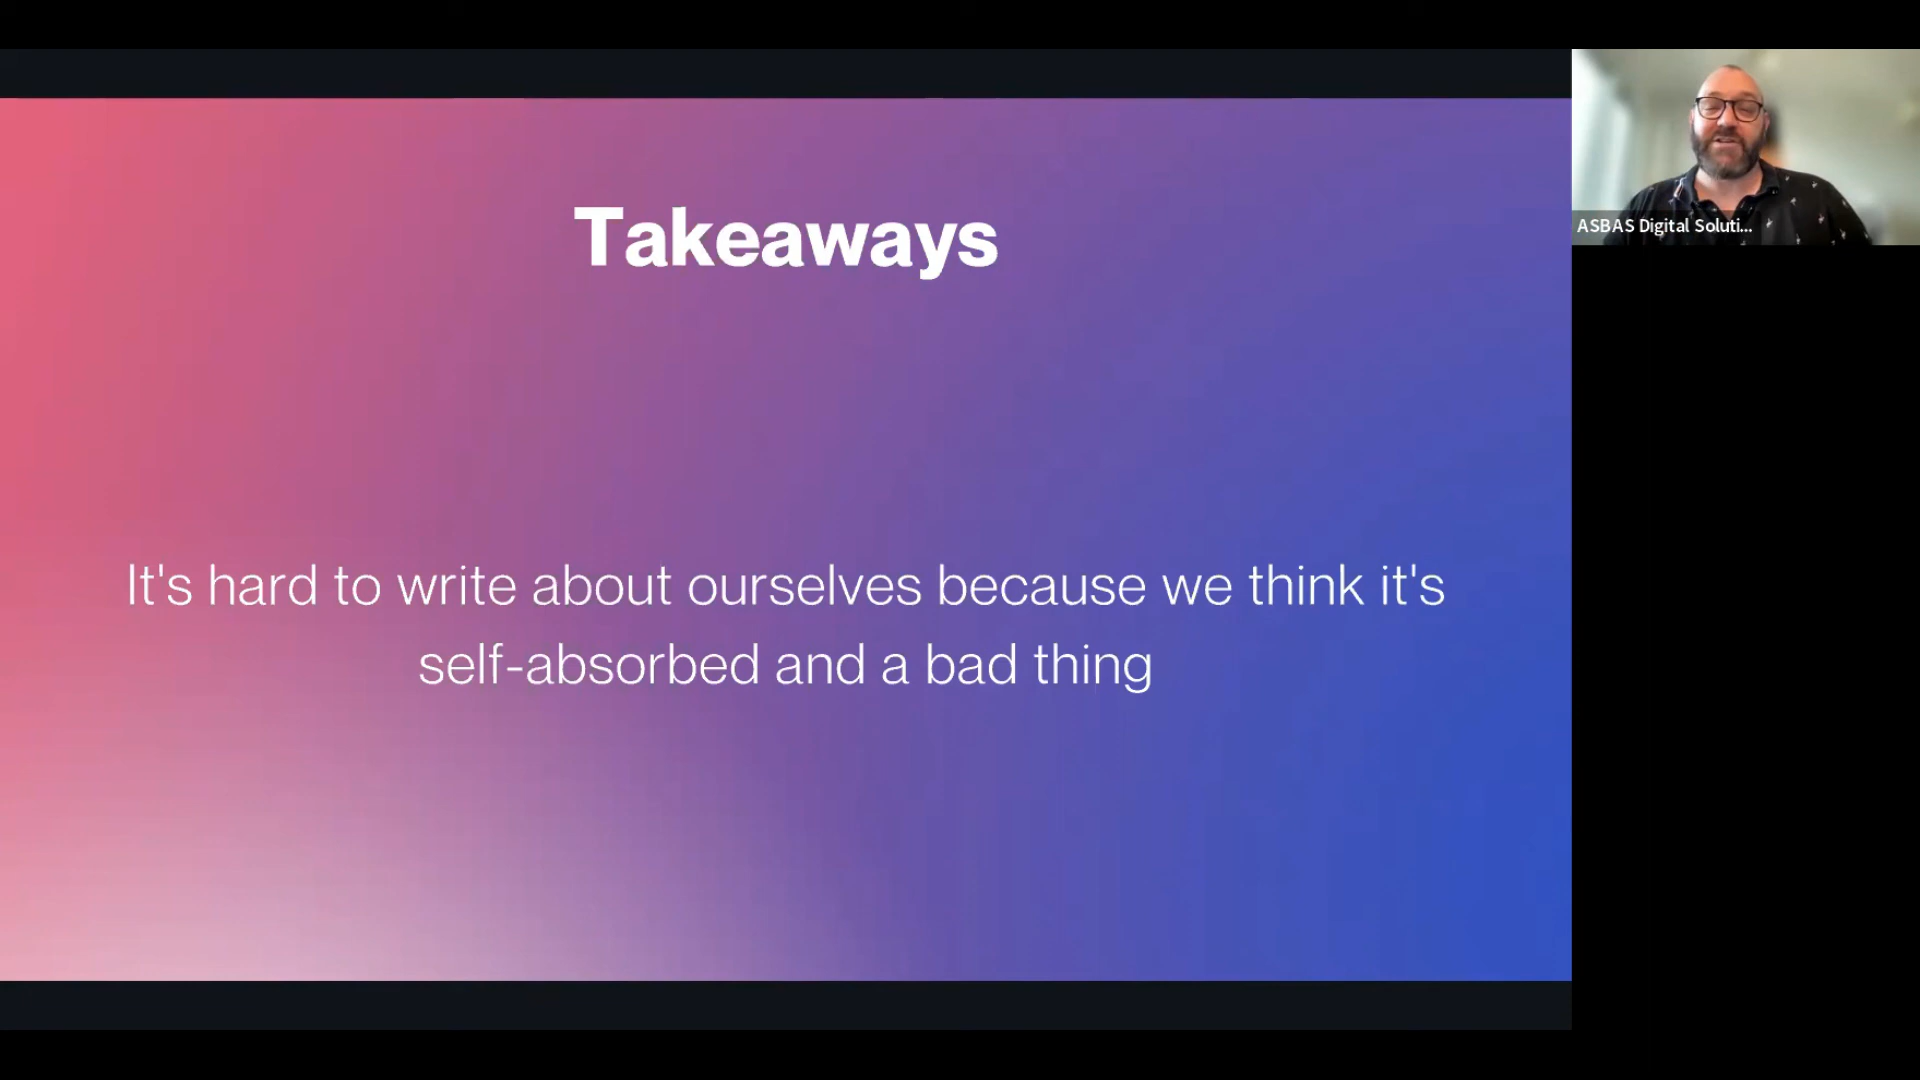 Takeaways
It's hard to write about ourselves because we think it's
self-absorbed and a bad thing
ASBAS Digital Soluti...